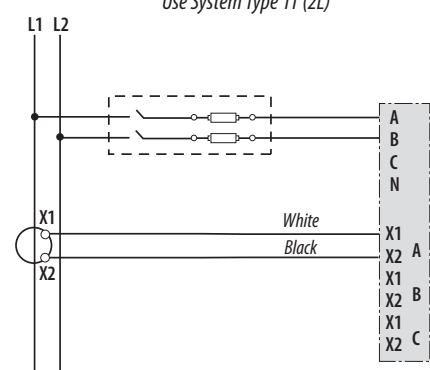 Use System Type 11 (2L)
L1 L2
A
B
C
N
X1
White
X1
Black
X2 A
X2
X1
X2 B
X1
X2 C